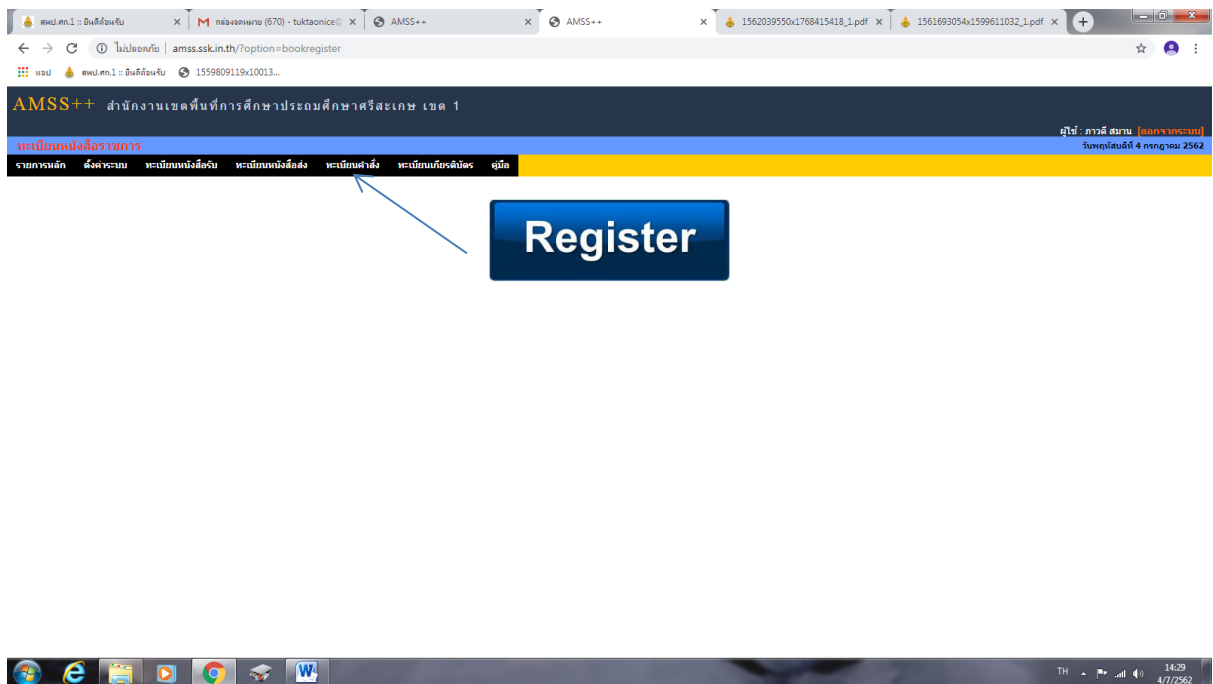 สพป.ศก.1 :: ยินดีต้อนรับ
กล่องจดหมาย (670) - tuktaonice@
AMSS++
AMSS++
1562039550x1768415418_1.pdf
1561693054x1599611032_1.pdf
ไม่ปลอดภัย | amss.ssk.in.th/?option=bookregister
แอป
สพป.ศก.1 :: ยินดีต้อนรับ
1559809119x10013...
AMSS++ สำนักงานเขตพื้นที่การศึกษาประถมศึกษาศรีสะเกษ เขต 1
ผู้ใช้ : ภาวดี สมาน [ออกจากระบบ]
ทะเบียนหนังสือราชการ
วันพฤหัสบดีที่ 4 กรกฎาคม 2562
รายการหลัก ตั้งค่าระบบ ทะเบียนหนังสือรับ ทะเบียนหนังสือส่ง ทะเบียนคำสั่ง ทะเบียนเกียรติบัตร คู่มือ
Register
TH
14:29
4/7/2562